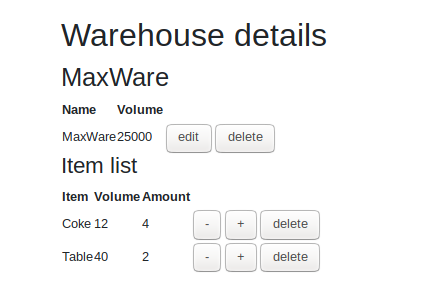 Warehouse details
MaxWare
Name Volume
MaxWare 25000 edit delete
Item list
Item Volume Amount
Coke 12 4 - + delete
Table 40 2 - + delete